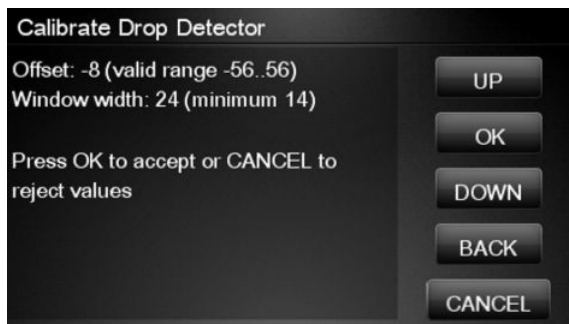 Calibrate Drop Detector
Offset: -8 (valid range -56..56)
Window width: 24 (minimum 14)
Press OK to accept or CANCEL to
reject values
UP
OK
DOWN
BACK
CANCEL